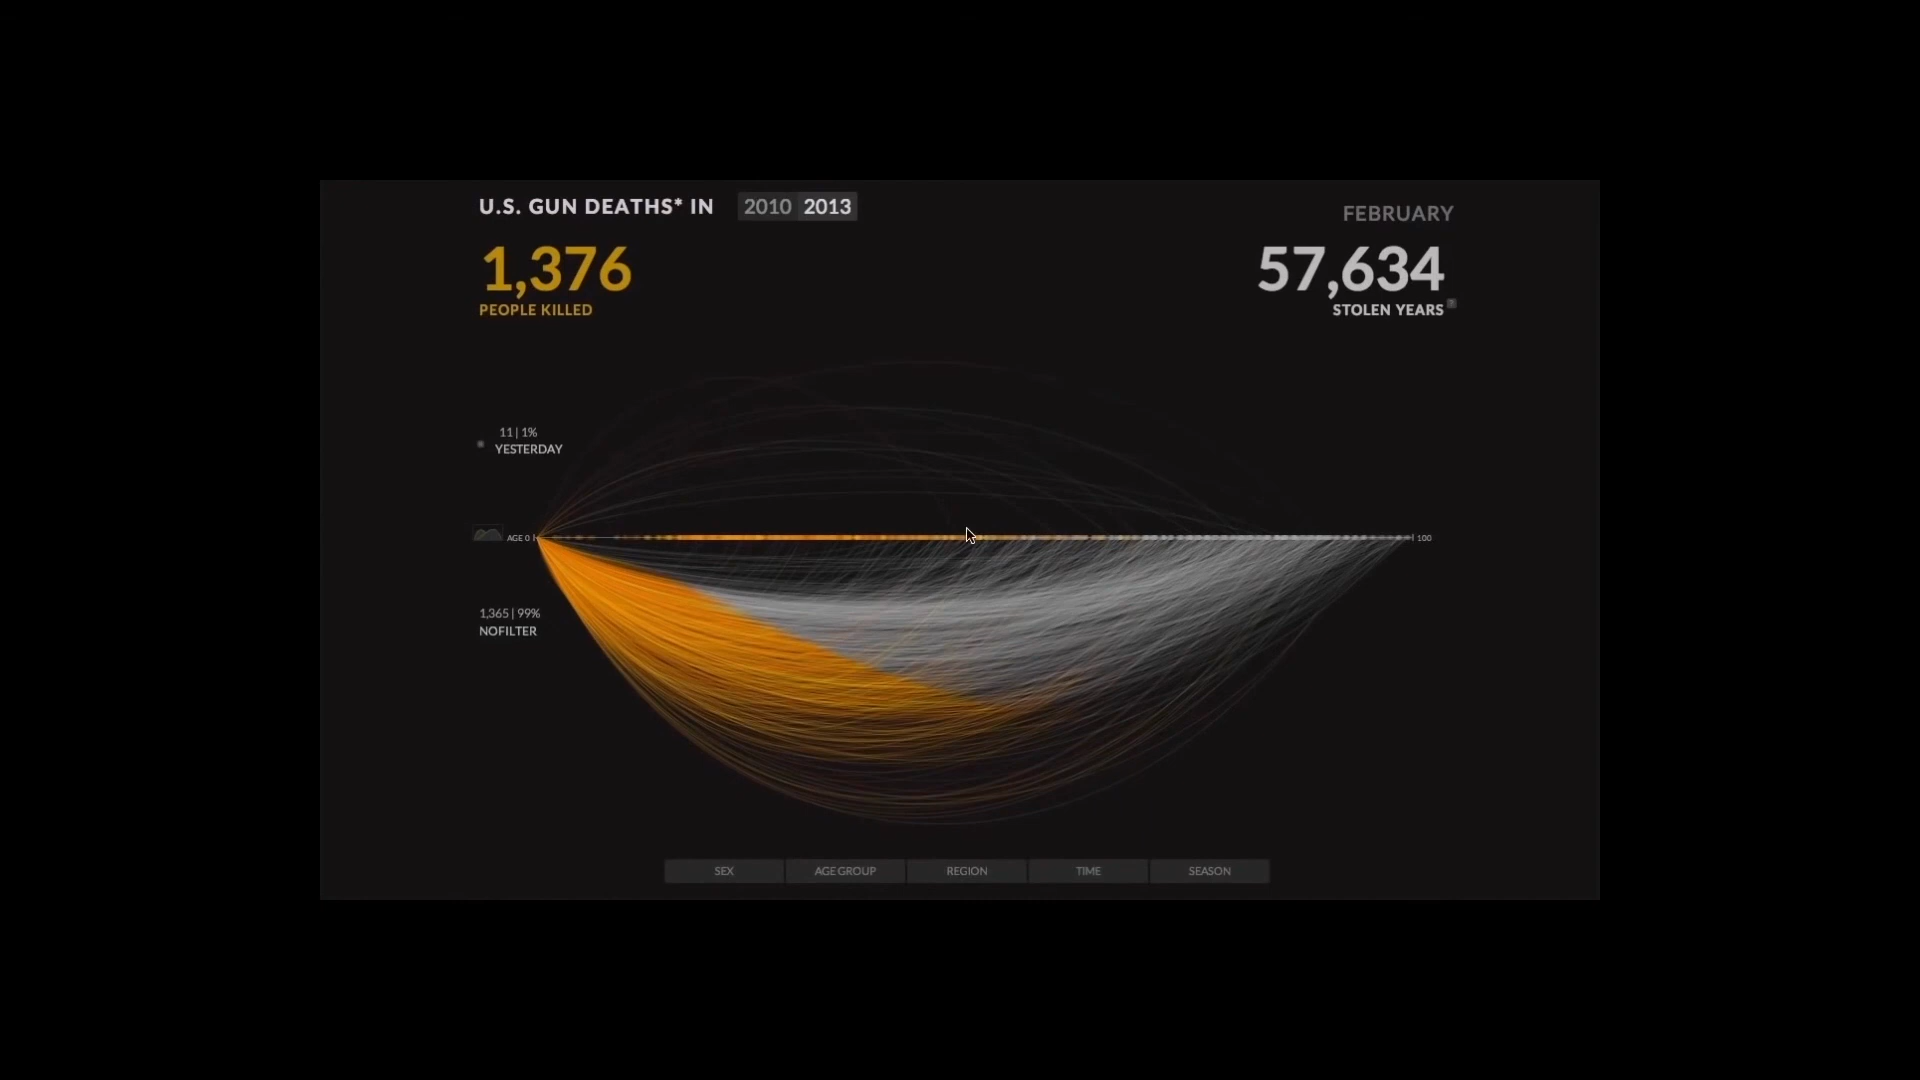 U.S. GUN DEATHS* IN 2010 2013
FEBRUARY
1,376
PEOPLE KILLED
57,634
STOLEN YEARS ?
11 | 1%
YESTERDAY
AGE 0
100
1,365 | 99%
NOFILTER
SEX AGE GROUP REGION TIME SEASON